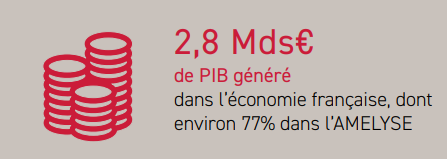 2,8 Mds€
de PIB généré
dans l'économie française, dont
environ 77% dans l'AMELYSE